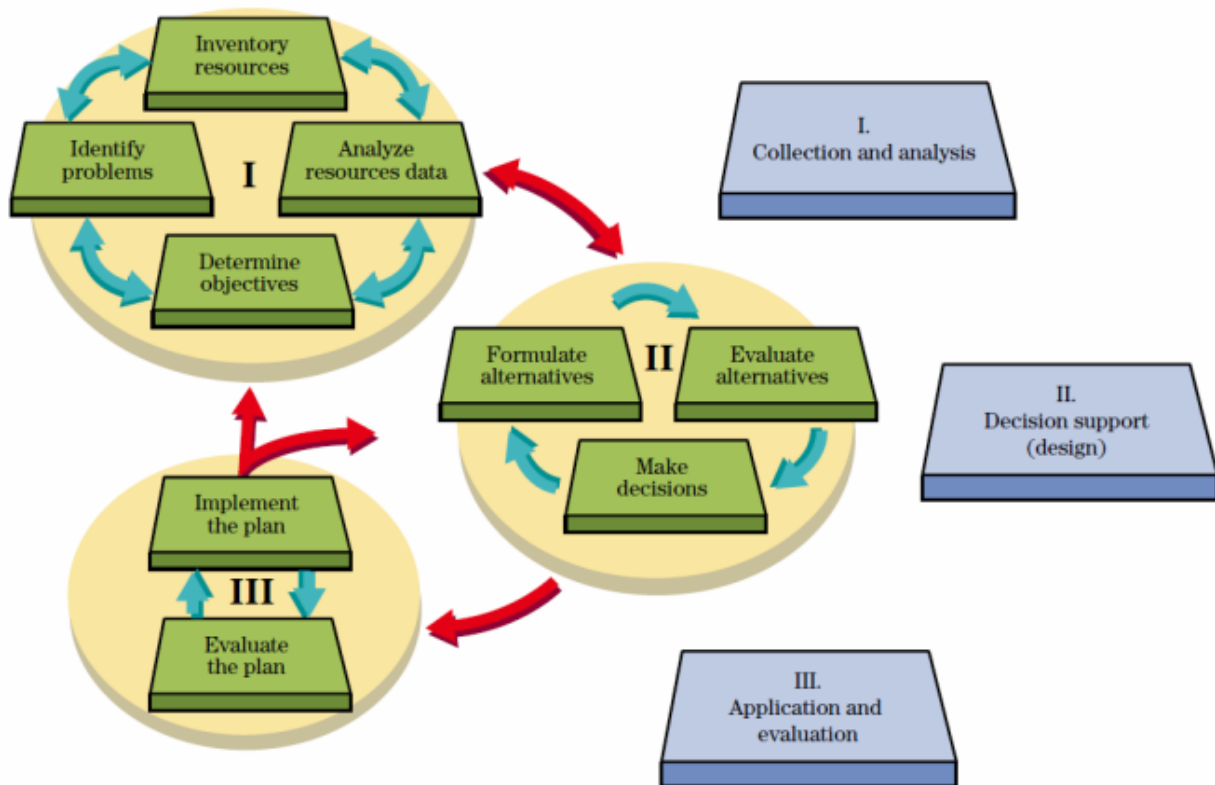 Inventory
resources
Identify
problems
I
Analyze
resources data
Determine
objectives
I.
Collection and analysis
Formulate
alternatives
II
Evaluate
alternatives
Make
decisions
II.
Decision support
(design)
Implement
the plan
III
Evaluate
the plan
III.
Application and
evaluation